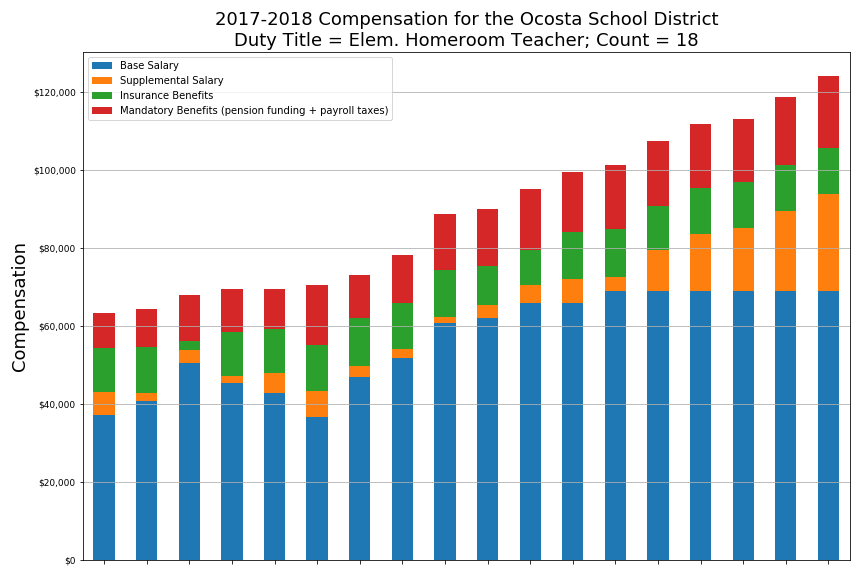 2017-2018 Compensation for the Ocosta School District
Duty Title = Elem. Homeroom Teacher; Count = 18
Base Salary
Supplemental Salary
Insurance Benefits
Mandatory Benefits (pension funding + payroll taxes)
Compensation
$120,000
$100,000
$80,000
$60,000
$40,000
$20,000
$0